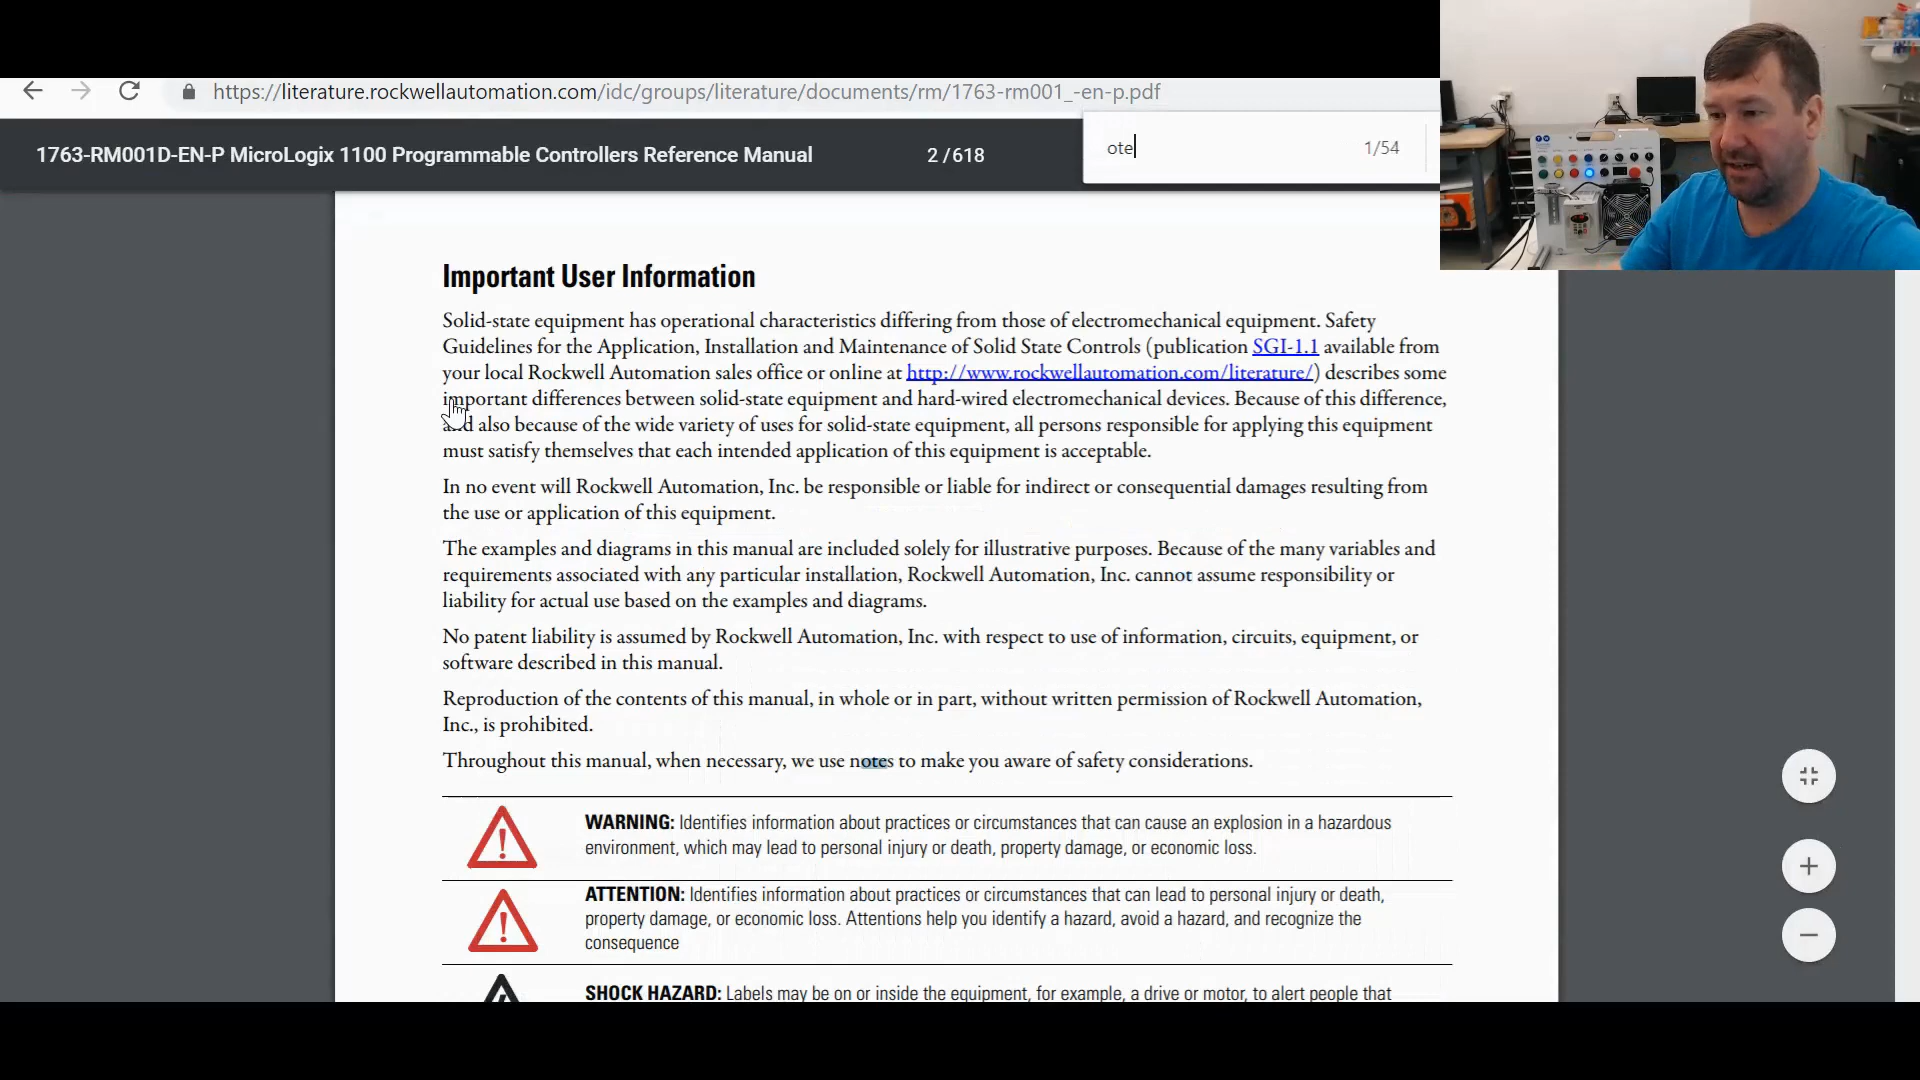 https://literature.rockwellautomation.com/idc/groups/literature/documents/rm/1763-rm001_-en-p.pdf
1763-RM001D-EN-P MicroLogix 1100 Programmable Controllers Reference Manual
2 / 618
ote
1/54
Important User Information
Solid-state equipment has operational characteristics differing from those of electromechanical equipment. Safety
Guidelines for the Application, Installation and Maintenance of Solid State Controls (publication SGI-1.1 available from
your local Rockwell Automation sales office or online at http://www.rockwellautomation.com/literature/) describes some
important differences between solid-state equipment and hard-wired electromechanical devices. Because of this difference,
and also because of the wide variety of uses for solid-state equipment, all persons responsible for applying this equipment
must satisfy themselves that each intended application of this equipment is acceptable.
In no event will Rockwell Automation, Inc. be responsible or liable for indirect or consequential damages resulting from
the use or application of this equipment.
The examples and diagrams in this manual are included solely for illustrative purposes. Because of the many variables and
requirements associated with any particular installation, Rockwell Automation, Inc. cannot assume responsibility or
liability for actual use based on the examples and diagrams.
No patent liability is assumed by Rockwell Automation, Inc. with respect to use of information, circuits, equipment, or
software described in this manual.
Reproduction of the contents of this manual, in whole or in part, without written permission of Rockwell Automation,
Inc., is prohibited.
Throughout this manual, when necessary, we use notes to make you aware of safety considerations.
WARNING: Identifies information about practices or circumstances that can cause an explosion in a hazardous
environment, which may lead to personal injury or death, property damage, or economic loss.
ATTENTION: Identifies information about practices or circumstances that can lead to personal injury or death,
property damage, or economic loss. Attentions help you identify a hazard, avoid a hazard, and recognize the
consequence
SHOCK HAZARD: Labels may be on or inside the equipment, for example, a drive or motor, to alert people that